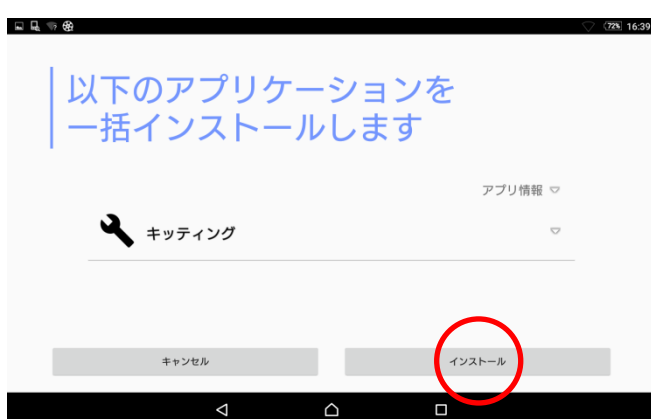 72% 16:39
以下のアプリケーションを
一括インストールします
アプリ情報
キッティング
キャンセル インストール